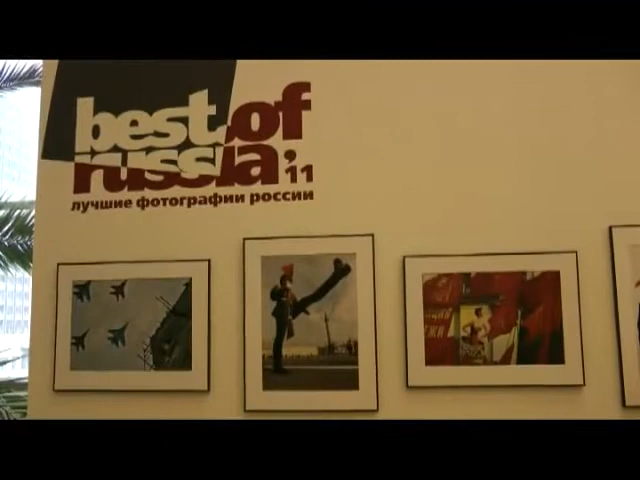 best of
russia’11
лучшие фотографии россии